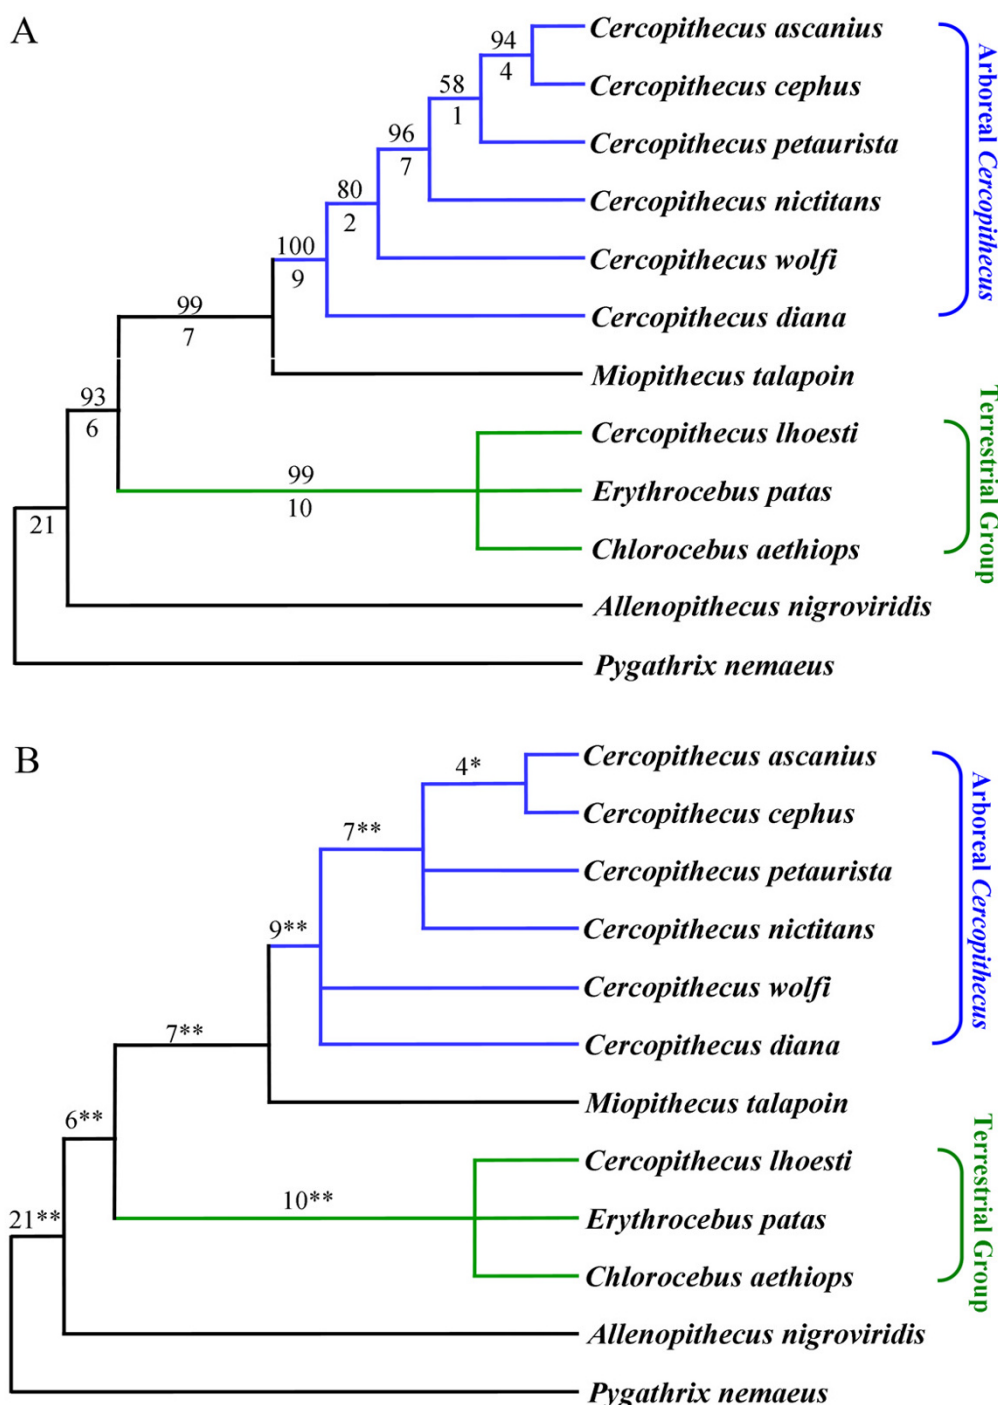 A
Cercopithecus ascanius
94
4
Cercopithecus cephus
58
1
Cercopithecus petaurista
96
7
Cercopithecus nictitans
80
2
Cercopithecus wolfi
100
9
Cercopithecus diana
Arboreal Cercopithecus
99
7
Miopithecus talapoin
93
6
Cercopithecus lhoesti
99
10
Erythrocebus patas
Chlorocebus aethiops
Terrestrial Group
21
Allenopithecus nigroviridis
Pygathrix nemaeus
B
Cercopithecus ascanius
4*
Cercopithecus cephus
7**
Cercopithecus petaurista
Cercopithecus nictitans
9**
Cercopithecus wolfi
Cercopithecus diana
Arboreal Cercopithecus
7**
Miopithecus talapoin
6**
Cercopithecus lhoesti
10**
Erythrocebus patas
Chlorocebus aethiops
Terrestrial Group
21**
Allenopithecus nigroviridis
Pygathrix nemaeus